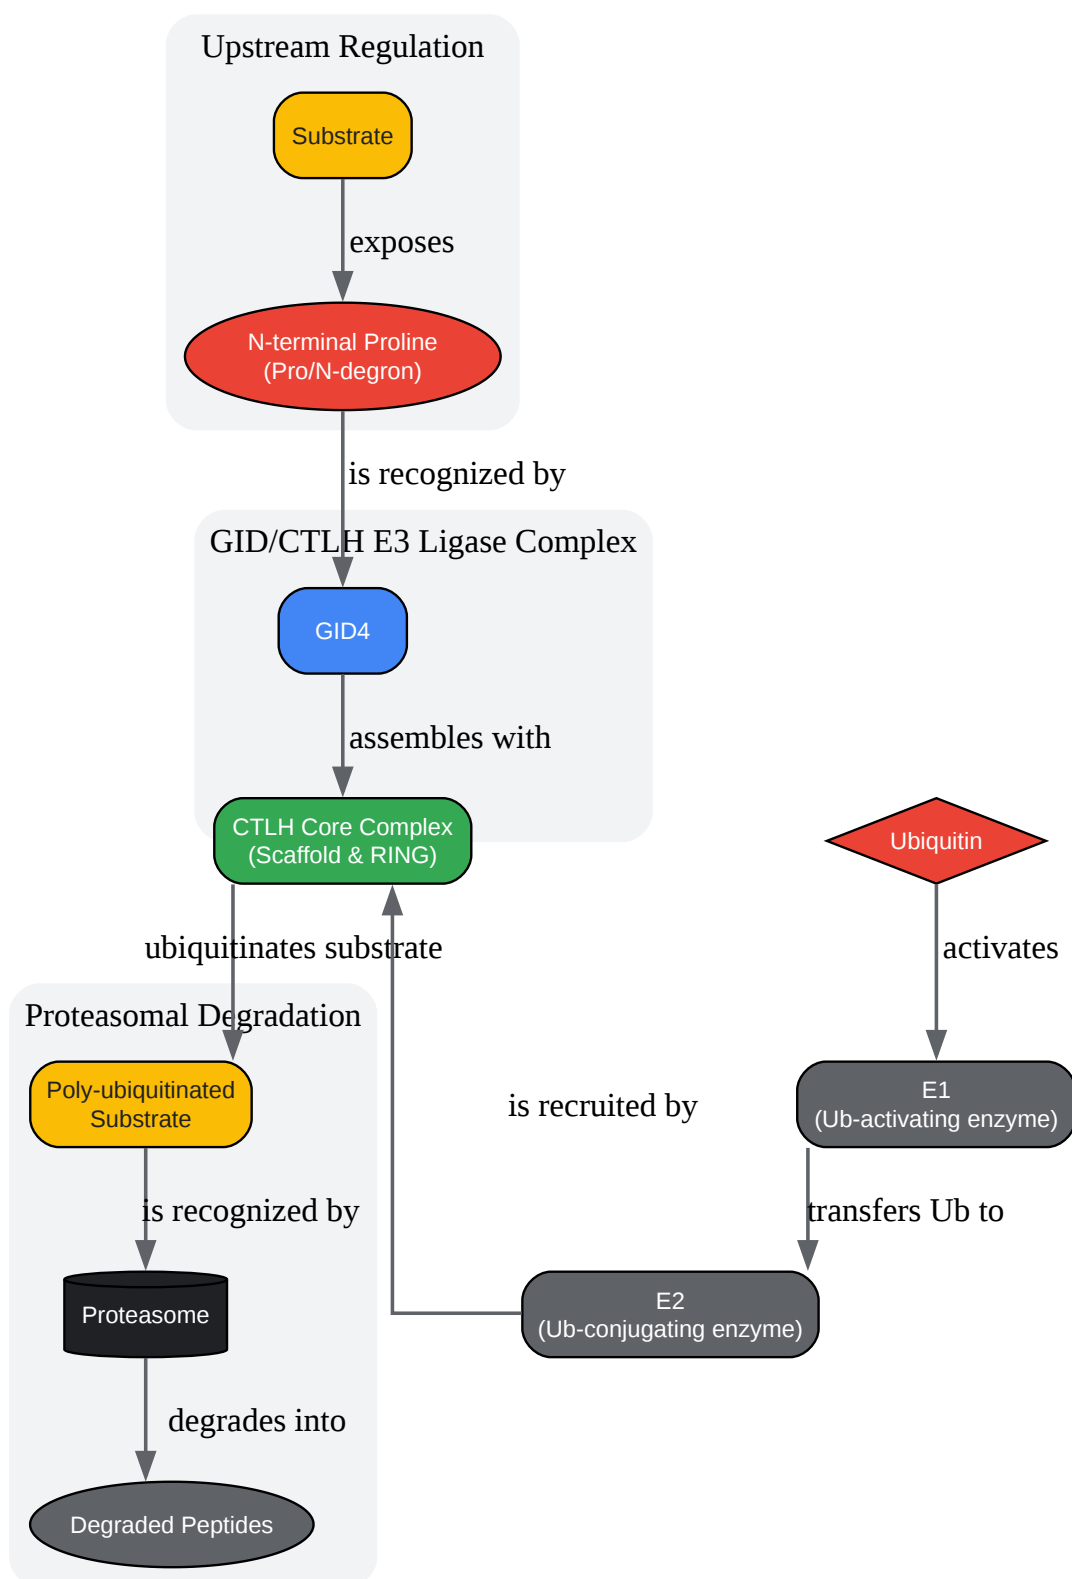 Upstream Regulation
Substrate
exposes
N-terminal Proline
(Pro/N-degron)
is recognized by
GID/CTLH E3 Ligase Complex
GID4
assembles with
CTLH Core Complex
(Scaffold & RING)
Ubiquitin
ubiquitinates substrate
activates
Proteasomal Degradation
Poly-ubiquitinated
Substrate
is recruited by
E1
(Ub-activating enzyme)
is recognized by
transfers Ub to
Proteasome
E2
(Ub-conjugating enzyme)
degrades into
Degraded Peptides